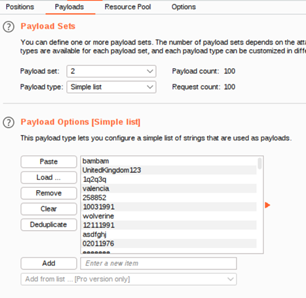 Positions Payloads Resource Pool Options
Payload Sets
You can define one or more payload sets. The number of payload sets depends on the atta
types are available for each payload set, and each payload type can be customized in diff
Payload set: 2 Payload count: 100
Payload type: Simple list Request count: 100
Payload Options [Simple list]
This payload type lets you configure a simple list of strings that are used as payloads.
Paste
Load ...
Remove
Clear
Deduplicate
bambam
UnitedKingdom123
1q2q3q
valencia
258852
10031991
wolverine
12111991
asdfghj
02011976
Add Enter a new item
Add from list ... [Pro version only]